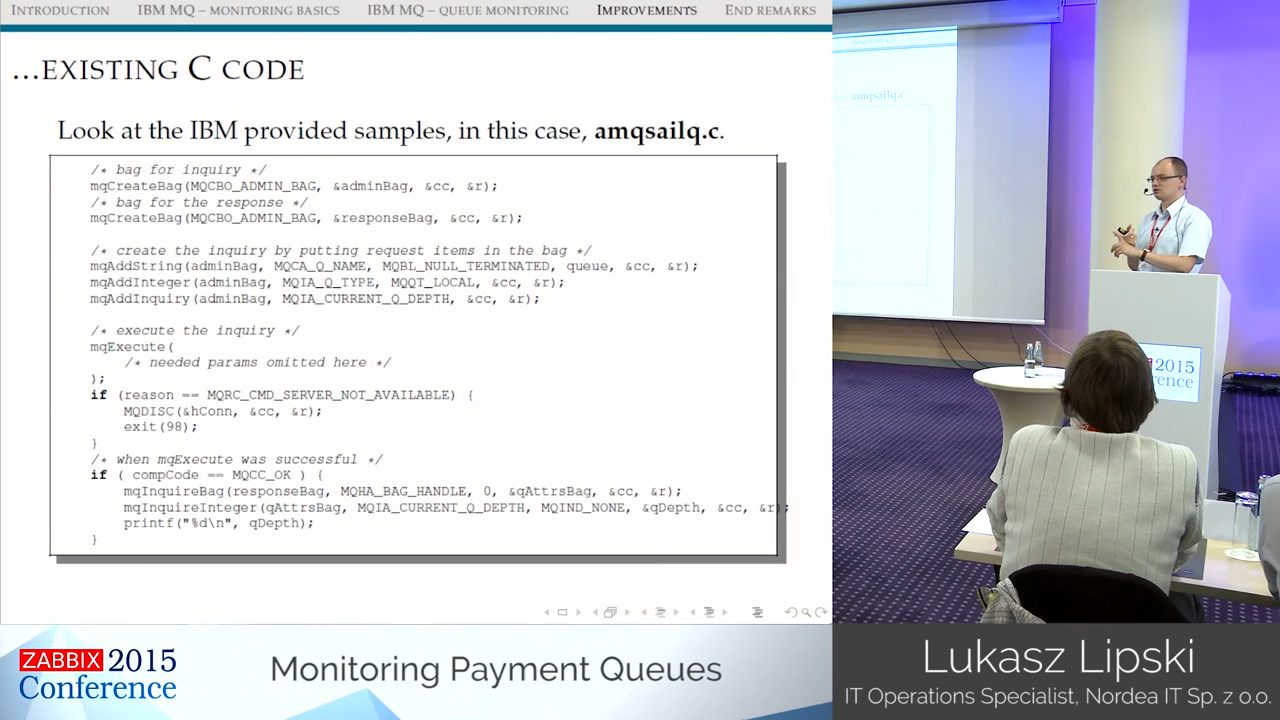 INTRODUCTION IBM MQ – MONITORING BASICS IBM MQ – QUEUE MONITORING IMPROVEMENTS END REMARKS
...EXISTING C CODE
Look at the IBM provided samples, in this case, amqsailq.c.
/* bag for inquiry */
mqCreateBag(MQCBO_ADMIN_BAG, &adminBag, &cc, &r);
/* bag for the response */
mqCreateBag(MQCBO_ADMIN_BAG, &responseBag, &cc, &r);
/* create the inquiry by putting request items in the bag */
mqAddString(adminBag, MQCA_Q_NAME, MQBL_NULL_TERMINATED, queue, &cc, &r);
mqAddInteger(adminBag, MQIA_Q_TYPE, MQQT_LOCAL, &cc, &r);
mqAddInquiry(adminBag, MQIA_CURRENT_Q_DEPTH, &cc, &r);
/* execute the inquiry */
mqExecute(
/* needed params omitted here */
);
if (reason == MQRC_CMD_SERVER_NOT_AVAILABLE) {
MQDISC(&hConn, &cc, &r);
exit(98);
}
/* when mqExecute was successful */
if ( compCode == MQCC_OK ) {
mqInquireBag(responseBag, MQHA_BAG_HANDLE, 0, &qAttrsBag, &cc, &r);
mqInquireInteger(qAttrsBag, MQIA_CURRENT_Q_DEPTH, MQIND_NONE, &qDepth, &cc, &r);
printf("%d\n", qDepth);
}
amqsailq.c
2015
ZABBIX 2015
Conference
Monitoring Payment Queues
Lukasz Lipski
IT Operations Specialist, Nordea IT Sp. z o.o.